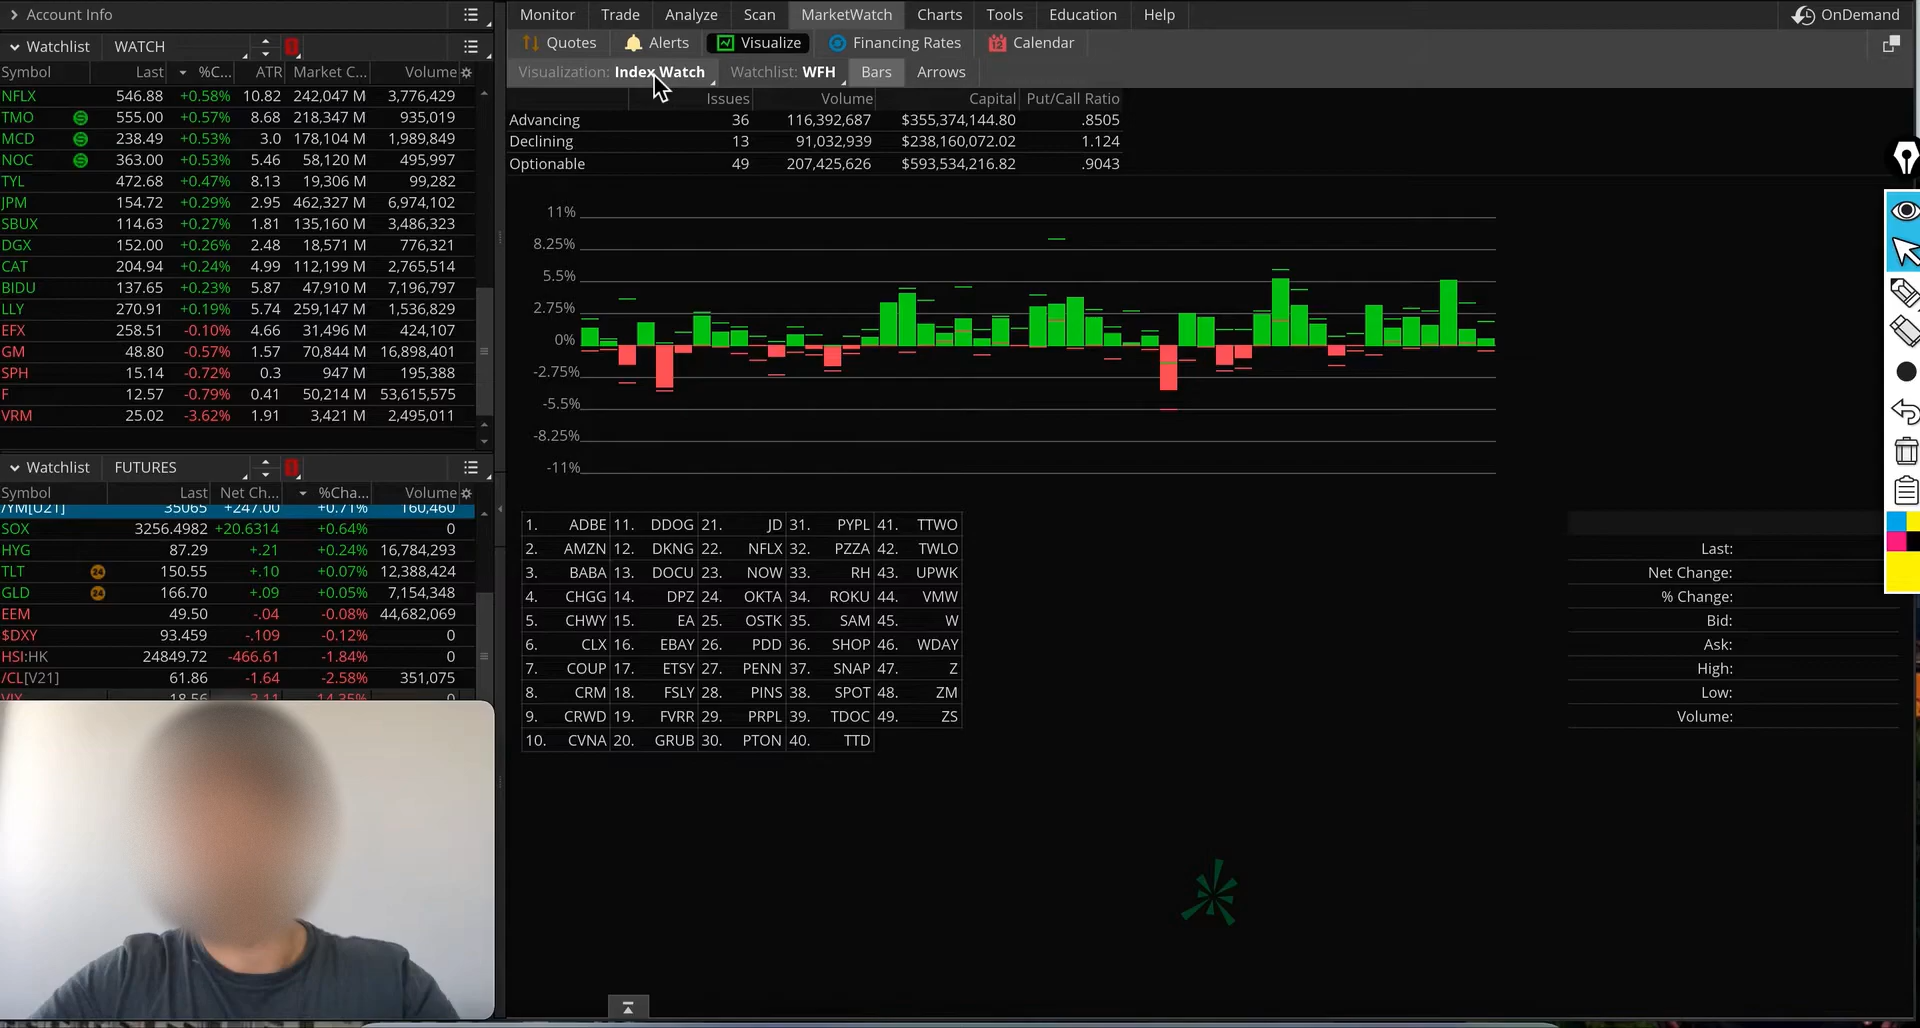 Account Info
Watchlist WATCH
Symbol Last %C... ATR Market C... Volume
NFLX 546.88 +0.58% 10.82 242,047 M 3,776,429
TMO 555.00 +0.57% 8.68 218,347 M 935,019
MCD 238.49 +0.53% 3.0 178,104 M 1,989,849
NOC 363.00 +0.53% 5.46 58,120 M 495,997
TYL 472.68 +0.47% 8.13 19,306 M 99,282
JPM 154.72 +0.29% 2.95 462,327 M 6,974,102
SBUX 114.63 +0.27% 1.81 135,160 M 3,486,323
DGX 152.00 +0.26% 2.48 18,571 M 776,321
CAT 204.94 +0.24% 4.99 112,199 M 2,765,514
BIDU 137.65 +0.23% 5.87 47,910 M 7,196,797
LLY 270.91 +0.19% 5.74 259,147 M 1,536,829
EFX 258.51 -0.10% 4.66 31,496 M 424,107
GM 48.80 -0.57% 1.57 70,844 M 16,898,401
SPH 15.14 -0.72% 0.3 947 M 195,388
F 12.57 -0.79% 0.41 50,214 M 53,615,575
VRM 25.02 -3.62% 1.91 3,421 M 2,495,011
Watchlist FUTURES
Symbol Last Net Ch... %Cha... Volume
/YM[U21] 35065 +247.00 +0.71% 160,460
SOX 3256.4982 +20.6314 +0.64% 0
HYG 87.29 +.21 +0.24% 16,784,293
TLT 24 150.55 +.10 +0.07% 12,388,424
GLD 24 166.70 +.09 +0.05% 7,154,348
EEM 49.50 -.04 -0.08% 44,682,069
$DXY 93.459 -.109 -0.12% 0
HSI:HK 24849.72 -466.61 -1.84% 0
/CL[V21] 61.86 -1.64 -2.58% 351,075
VIX 18.56 -3.11 -14.35% 0
Monitor Trade Analyze Scan MarketWatch Charts Tools Education Help OnDemand
Quotes Alerts Visualize Financing Rates 12 Calendar
Visualization: Index Watch Watchlist: WFH Bars Arrows
Issues Volume Capital Put/Call Ratio
Advancing 36 116,392,687 $355,374,144.80 .8505
Declining 13 91,032,939 $238,160,072.02 1.124
Optionable 49 207,425,626 $593,534,216.82 .9043
11%
8.25%
5.5%
2.75%
0%
-2.75%
-5.5%
-8.25%
-11%
1. ADBE 11. DDOG 21. JD 31. PYPL 41. TTWO
2. AMZN 12. DKNG 22. NFLX 32. PZZA 42. TWLO
3. BABA 13. DOCU 23. NOW 33. RH 43. UPWK
4. CHGG 14. DPZ 24. OKTA 34. ROKU 44. VMW
5. CHWY 15. EA 25. OSTK 35. SAM 45. W
6. CLX 16. EBAY 26. PDD 36. SHOP 46. WDAY
7. COUP 17. ETSY 27. PENN 37. SNAP 47. Z
8. CRM 18. FSLY 28. PINS 38. SPOT 48. ZM
9. CRWD 19. FVRR 29. PRPL 39. TDOC 49. ZS
10. CVNA 20. GRUB 30. PTON 40. TTD
Last:
Net Change:
% Change:
Bid:
Ask:
High:
Low:
Volume: